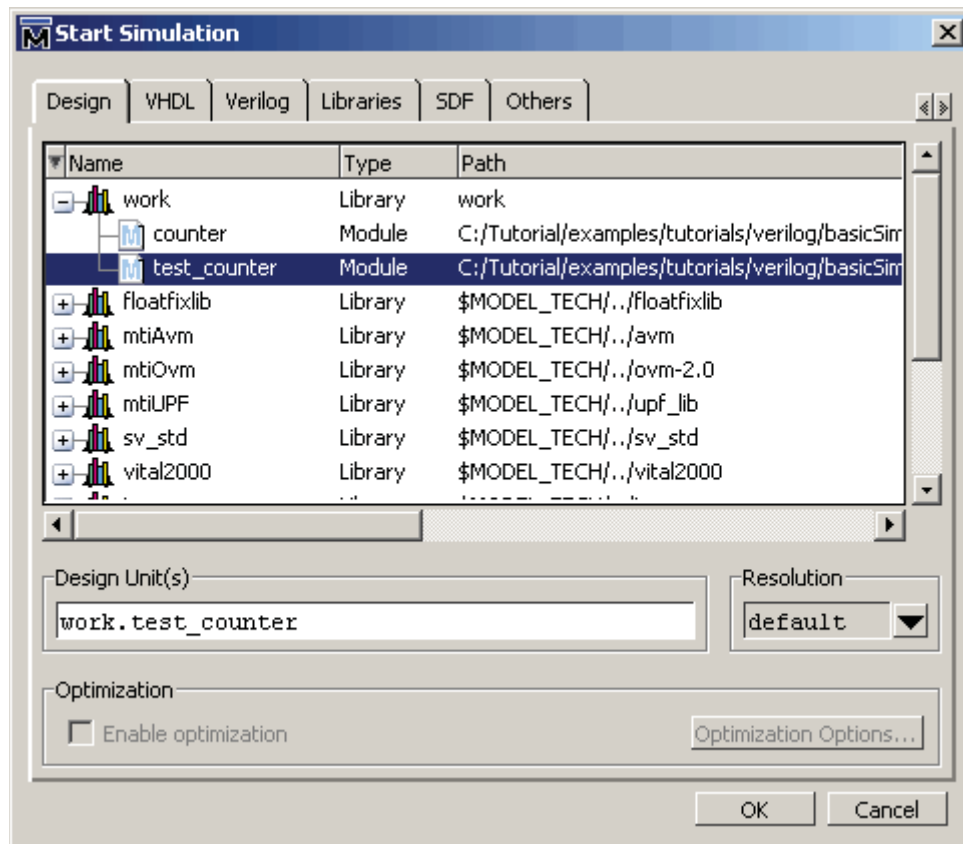 Start Simulation
Design VHDL Verilog Libraries SDF Others
Name Type Path
work Library work
counter Module C:/Tutorial/examples/tutorials/verilog/basicSim
test_counter Module C:/Tutorial/examples/tutorials/verilog/basicSim
floatfixlib Library $MODEL_TECH/../floatfixlib
mtiAvm Library $MODEL_TECH/../avm
mtiOvm Library $MODEL_TECH/../ovm-2.0
mtiUPF Library $MODEL_TECH/../upf_lib
sv_std Library $MODEL_TECH/../sv_std
vital2000 Library $MODEL_TECH/../vital2000
Design Unit(s) Resolution
work.test_counter default
Optimization
Enable optimization Optimization Options...
OK Cancel